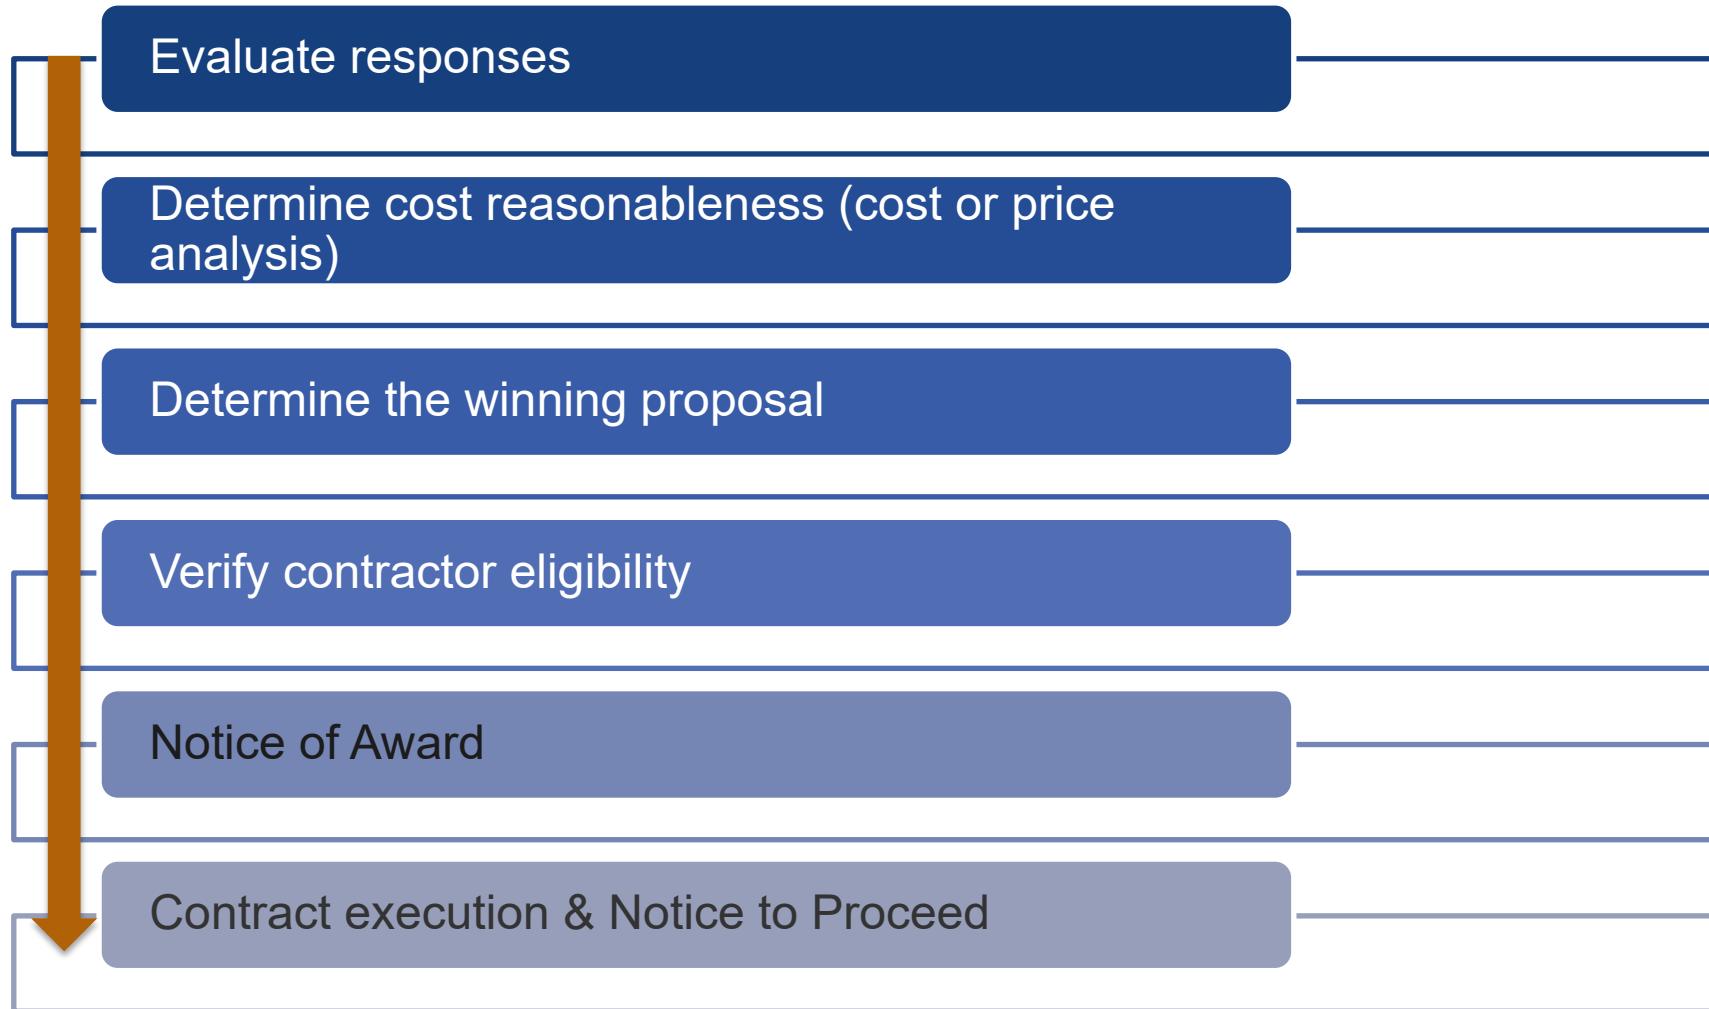 Evaluate responses
Determine cost reasonableness (cost or price
analysis)
Determine the winning proposal
Verify contractor eligibility
Notice of Award
Contract execution & Notice to Proceed